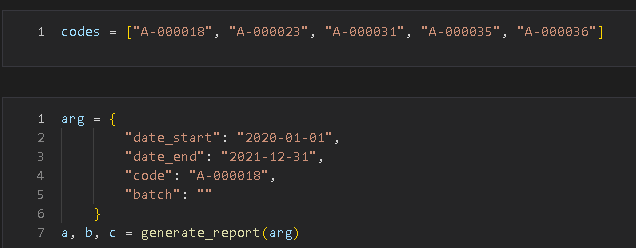 1 codes = ["A-000018", "A-000023", "A-000031", "A-000035", "A-000036"]
1 arg = {
2 "date_start": "2020-01-01",
3 "date_end": "2021-12-31",
4 "code": "A-000018",
5 "batch": ""
6 }
7 a, b, c = generate_report(arg)